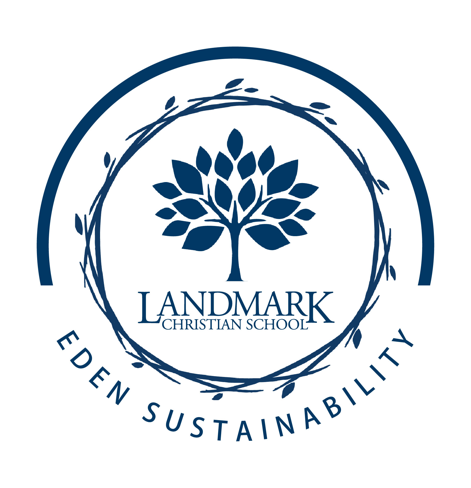 LANDMARK
CHRISTIAN SCHOOL
EDEN SUSTAINABILITY